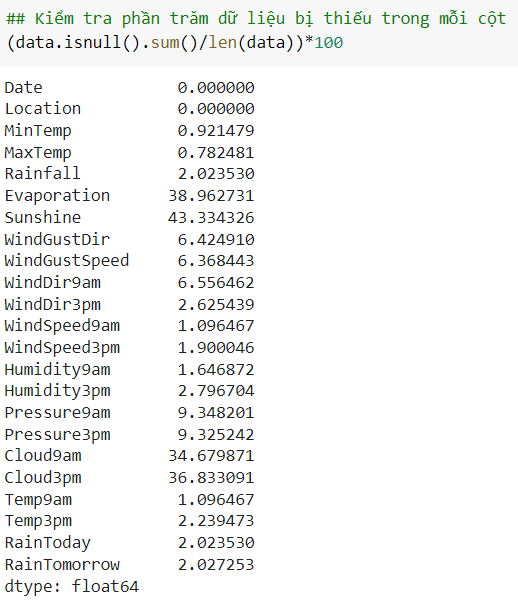 ## Kiểm tra phần trăm dữ liệu bị thiếu trong mỗi cột
(data.isnull().sum()/len(data))*100
Date 0.000000
Location 0.000000
MinTemp 0.921479
MaxTemp 0.782481
Rainfall 2.023530
Evaporation 38.962731
Sunshine 43.334326
WindGustDir 6.424910
WindGustSpeed 6.368443
WindDir9am 6.556462
WindDir3pm 2.625439
WindSpeed9am 1.096467
WindSpeed3pm 1.900046
Humidity9am 1.646872
Humidity3pm 2.796704
Pressure9am 9.348201
Pressure3pm 9.325242
Cloud9am 34.679871
Cloud3pm 36.833091
Temp9am 1.096467
Temp3pm 2.239473
RainToday 2.023530
RainTomorrow 2.027253
dtype: float64